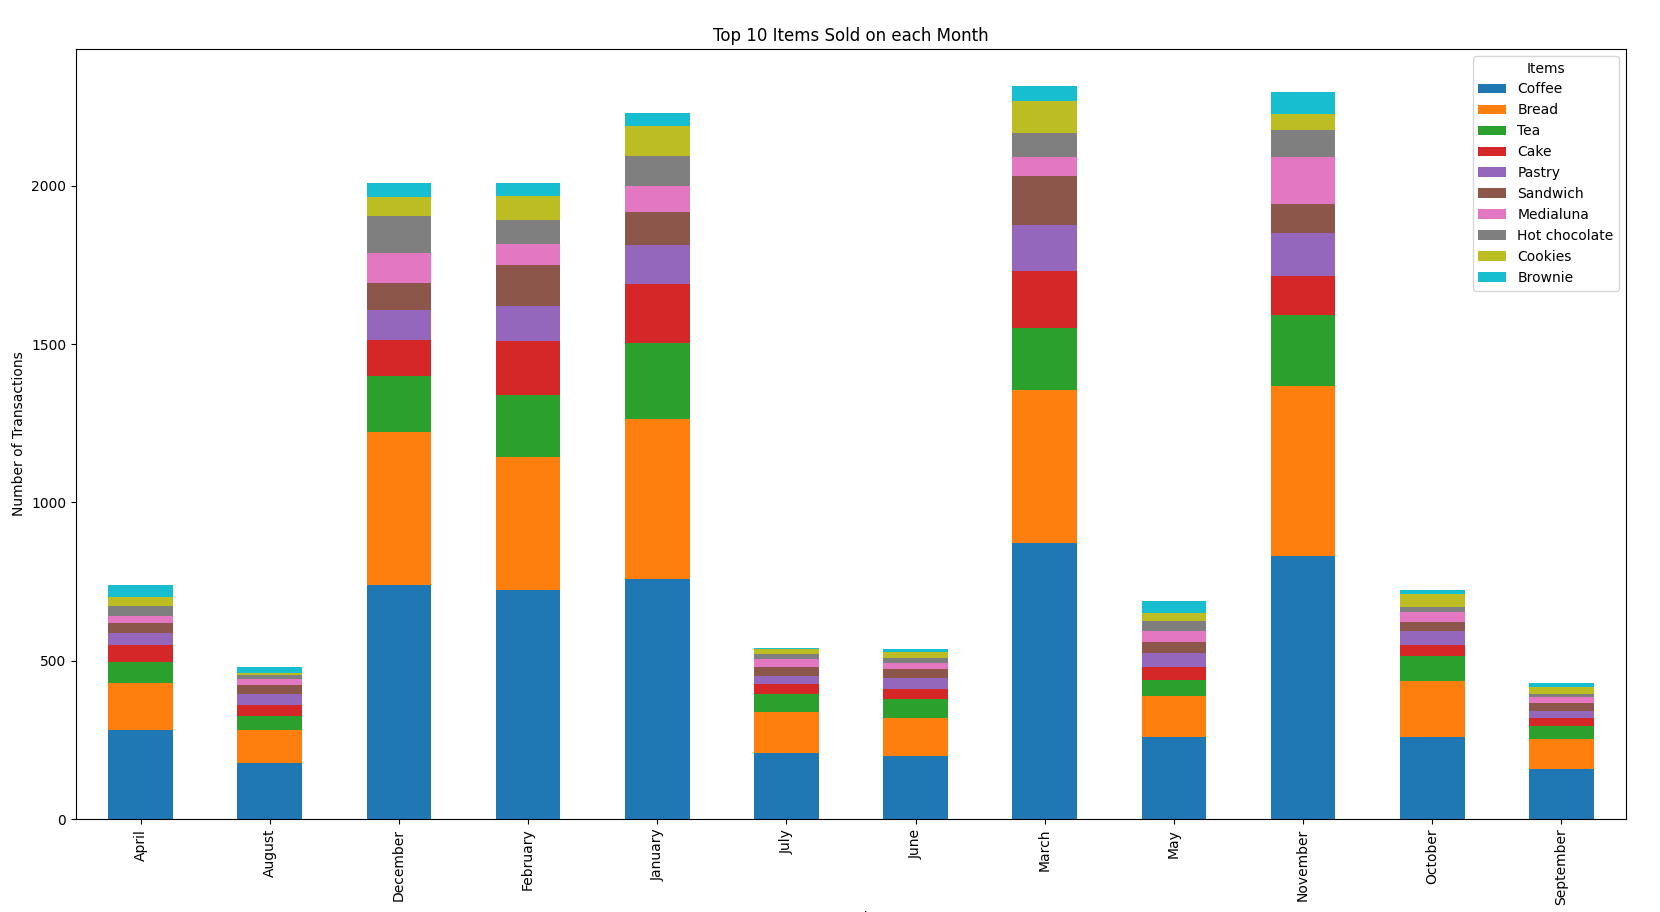 Top 10 Items Sold on each Month
Items
Coffee
Bread
Tea
Cake
Pastry
Sandwich
Medialuna
Hot chocolate
Cookies
Brownie
Number of Transactions
2000
1500
1000
500
0
April
August
December
February
January
July
June
March
May
November
October
September